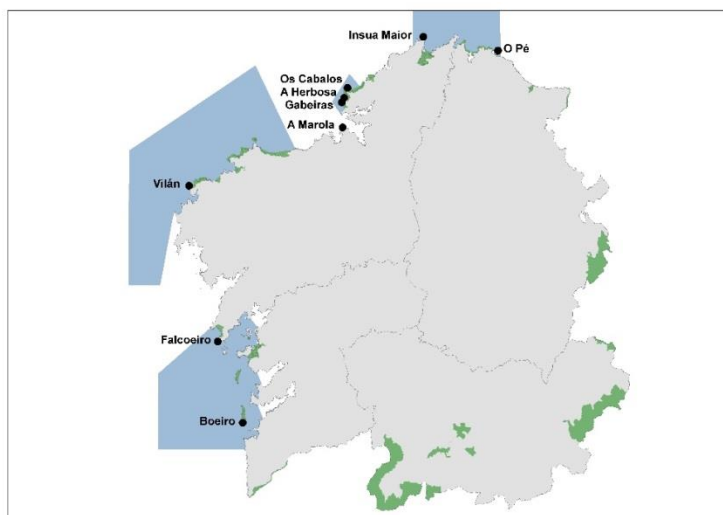 Insua Maior
O Pé
Os Cabalos
A Herbosa
Gabeiras
A Marola
Vilán
Falcoeiro
Boeiro